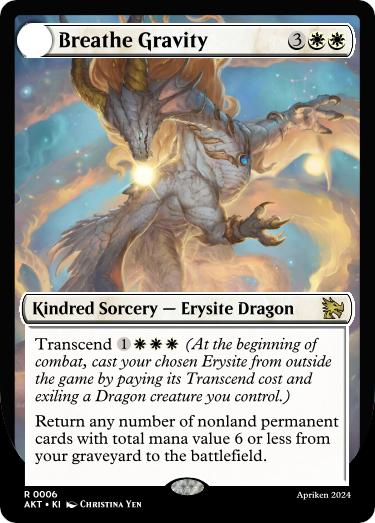 Breathe Gravity 3
Kindred Sorcery — Erysite Dragon
Transcend 1 (At the beginning of
combat, cast your chosen Erysite from outside
the game by paying its Transcend cost and
exiling a Dragon creature you control.)
Return any number of nonland permanent
cards with total mana value 6 or less from
your graveyard to the battlefield.
R 0006
AKT • KI Christina Yen
Apriken 2024